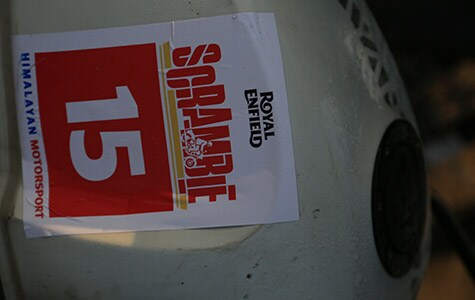 ROYAL
ENFIELD
SCRAMBLE
15
HIMALAYAN MOTORSPORT